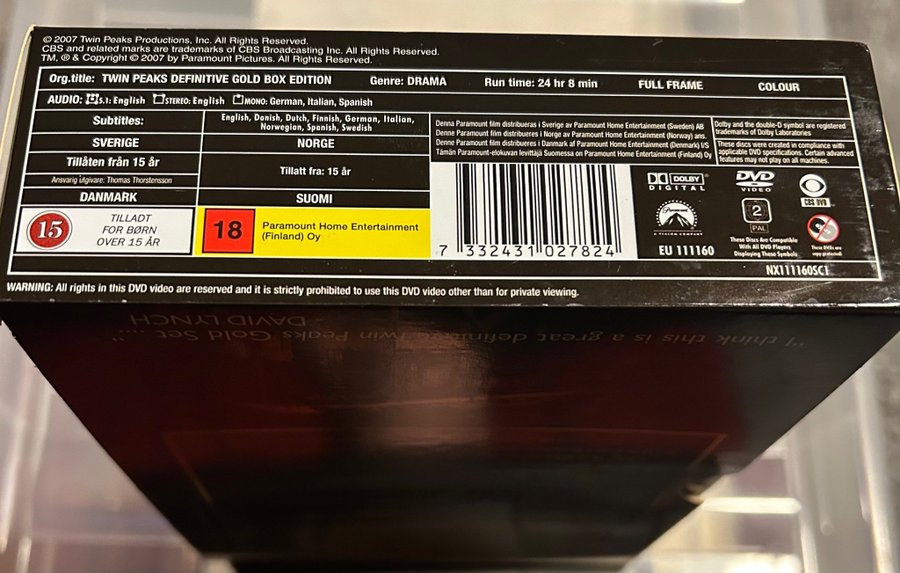 © 2007 Twin Peaks Productions, Inc. All Rights Reserved.
CBS and related marks are trademarks of CBS Broadcasting Inc. All Rights Reserved.
TM, ® & Copyright © 2007 by Paramount Pictures. All Rights Reserved.
Org.title: TWIN PEAKS DEFINITIVE GOLD BOX EDITION Genre: DRAMA Run time: 24 hr 8 min FULL FRAME COLOUR
AUDIO: 5.1: English STEREO: English MONO: German, Italian, Spanish
Subtitles:
English, Danish, Dutch, Finnish, German, Italian,
Norwegian, Spanish, Swedish
SVERIGE
Tillåten från 15 år
Ansvarig utgivare: Thomas Thorstensson
NORGE
Tillatt fra: 15 år
DANMARK
15
TILLADT
FOR BØRN
OVER 15 ÅR
SUOMI
18
Paramount Home Entertainment
(Finland) Oy
Denna Paramount film distribueras i Sverige av Paramount Home Entertainment (Sweden) AB
Denne Paramount film distribueres i Norge av Paramount Home Entertainment (Norway) ans.
Denne Paramount film distribueres i Danmark af Paramount Home Entertainment (Denmark) I/S
Tämän Paramount-elokuvan levittäjä Suomessa on Paramount Home Entertainment (Finland) Oy
Dolby and the double-D symbol are registered
trademarks of Dolby Laboratories
These discs were created in compliance with
applicable DVD specifications. Certain advanced
features may not play on all machines.
7 332431 027824
DOLBY
DIGITAL
DVD
VIDEO
CBS DVD
Paramount
A VIACOM COMPANY
2
PAL
EU 111160
These Discs Are Compatible
With All DVD Players
Displaying These Symbols
These DVDs are
copy protected
NX111160SC1
WARNING: All rights in this DVD video are reserved and it is strictly prohibited to use this DVD video other than for private viewing.
"I think this is a great definitive Twin Peaks Gold Set ..."
- DAVID LYNCH